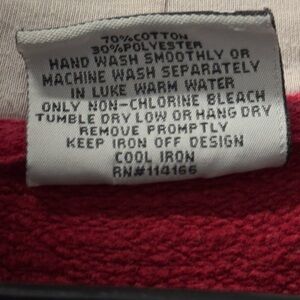 70%COTTON
30%POLYESTER
HAND WASH SMOOTHLY OR
MACHINE WASH SEPARATELY
IN LUKE WARM WATER
ONLY NON-CHLORINE BLEACH
TUMBLE DRY LOW OR HANG DRY
REMOVE PROMPTLY
KEEP IRON OFF DESIGN
COOL IRON
RN#114166